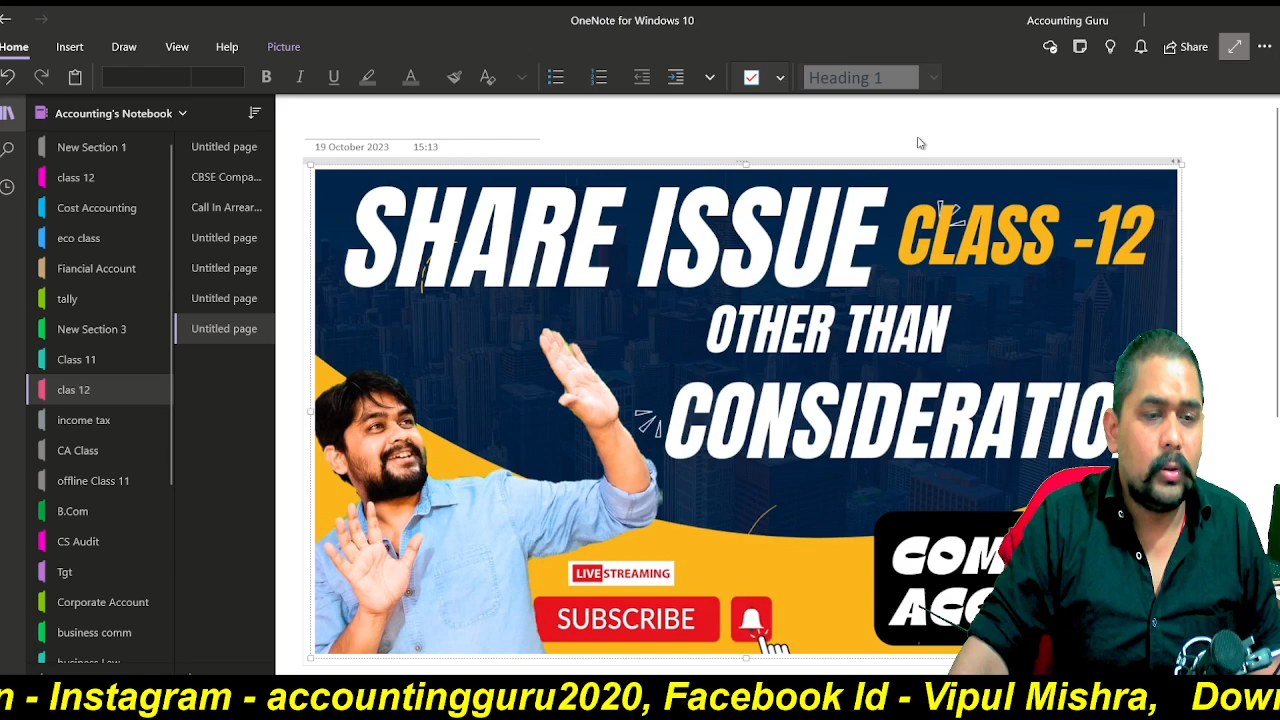 OneNote for Windows 10
Accounting Guru
Home Insert Draw View Help Picture
Share
B I U A Heading 1
Accounting's Notebook
New Section 1
class 12
Cost Accounting
eco class
Fiancial Account
tally
New Section 3
Class 11
clas 12
income tax
CA Class
offline Class 11
B.Com
CS Audit
Tgt
Corporate Account
business comm
business Law
Untitled page
CBSE Compa...
Call In Arrear...
Untitled page
Untitled page
Untitled page
Untitled page
19 October 2023 15:13
SHARE ISSUE CLASS -12
OTHER THAN
CONSIDERATIO
LIVE STREAMING
SUBSCRIBE
COM
ACC
n - Instagram - accountingguru2020, Facebook Id - Vipul Mishra, Dow